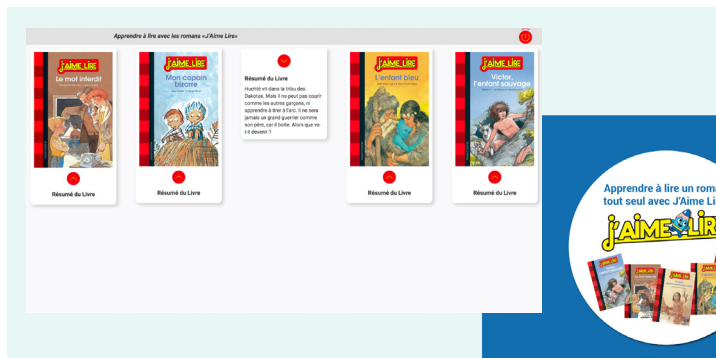 Apprendre à lire avec les romans «J'Aime Lire»
J'AIME LIRE
Le mot interdit
Résumé du Livre
J'AIME LIRE
Mon copain
bizarre
Résumé du Livre
Résumé du Livre
Huchté vit dans la tribu des
Dakotas. Mais il ne peut pas courir
comme les autres garçons, ni
apprendre à tirer à l'arc. Il ne sera
jamais un grand guerrier comme
son père, car il boite. Alors que va-
t-il devenir ?
J'AIME LIRE
L'enfant bleu
Résumé du Livre
J'AIME LIRE
Victor,
l'enfant sauvage
Résumé du Livre
Apprendre à lire un rom
tout seul avec J'Aime Li
j'AIME LIR